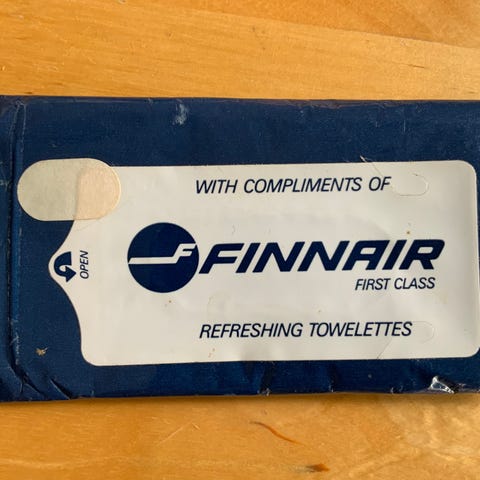 WITH COMPLIMENTS OF
F FINNAIR
FIRST CLASS
OPEN
REFRESHING TOWELETTES